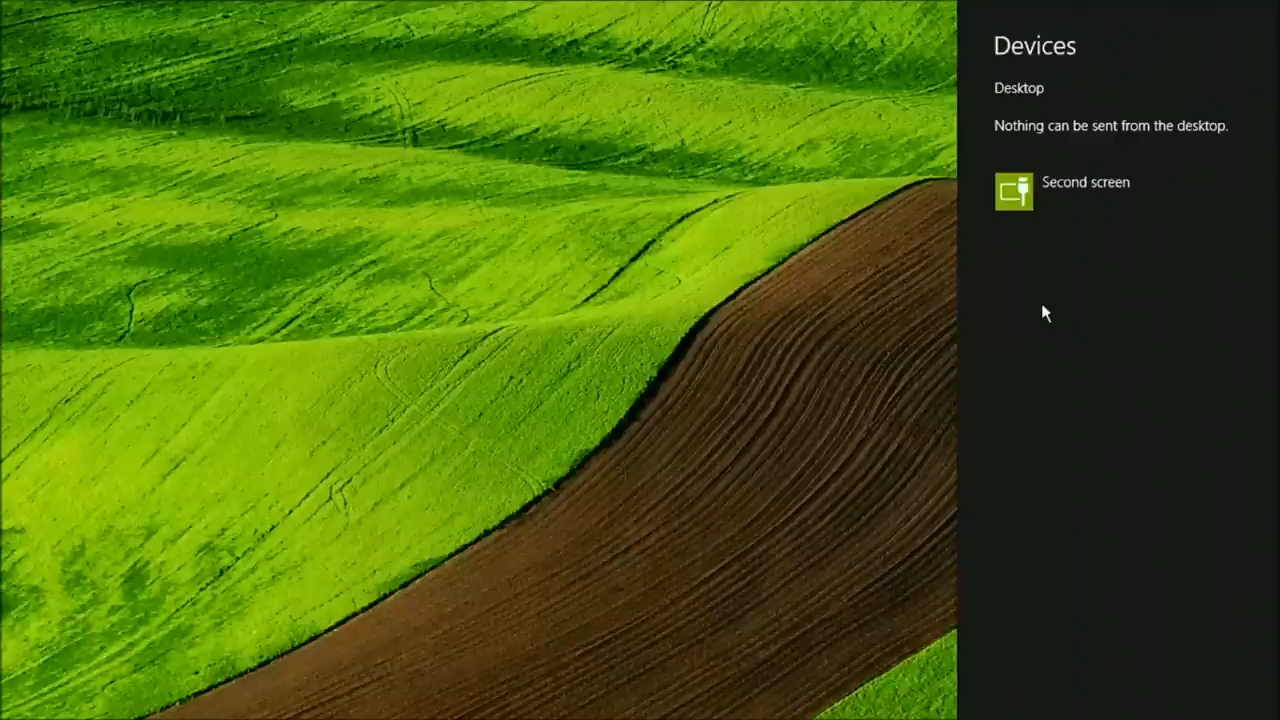 Devices
Desktop
Nothing can be sent from the desktop.
Second screen